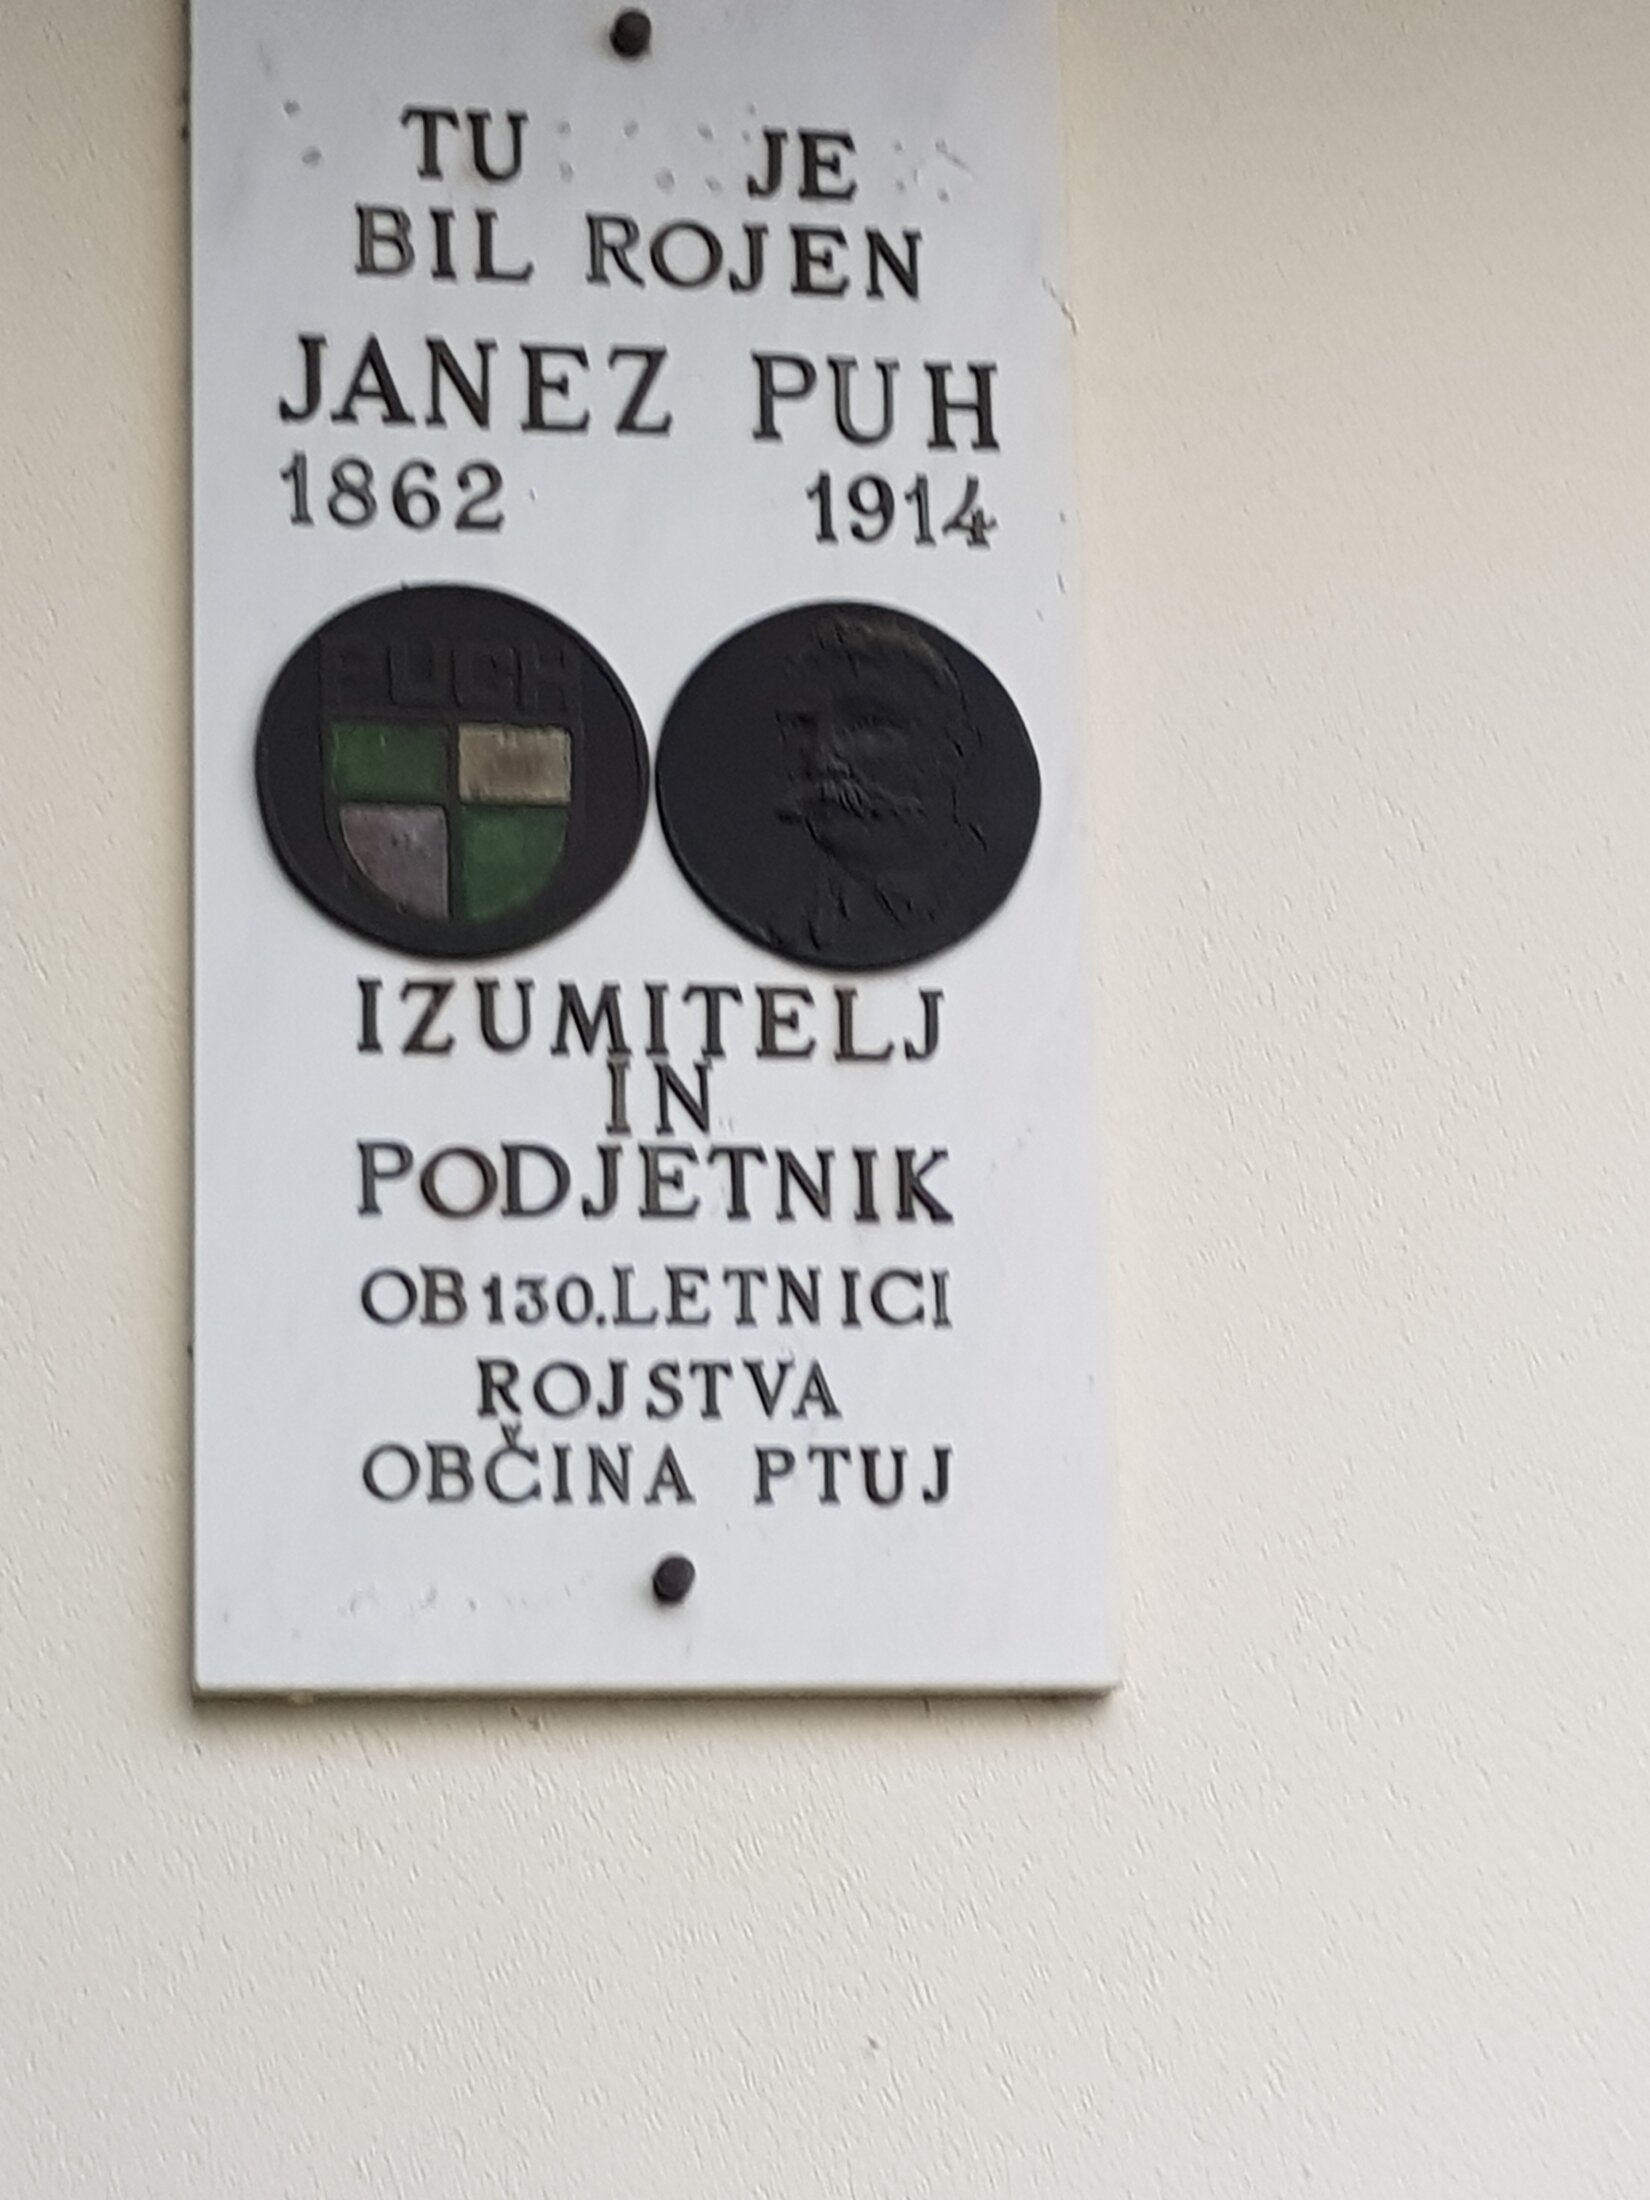 TU JE
BIL ROJEN
JANEZ PUH
1862 1914
PUCH
IZUMITELJ
IN
PODJETNIK
OB 130. LETNICI
ROJSTVA
OBČINA PTUJ